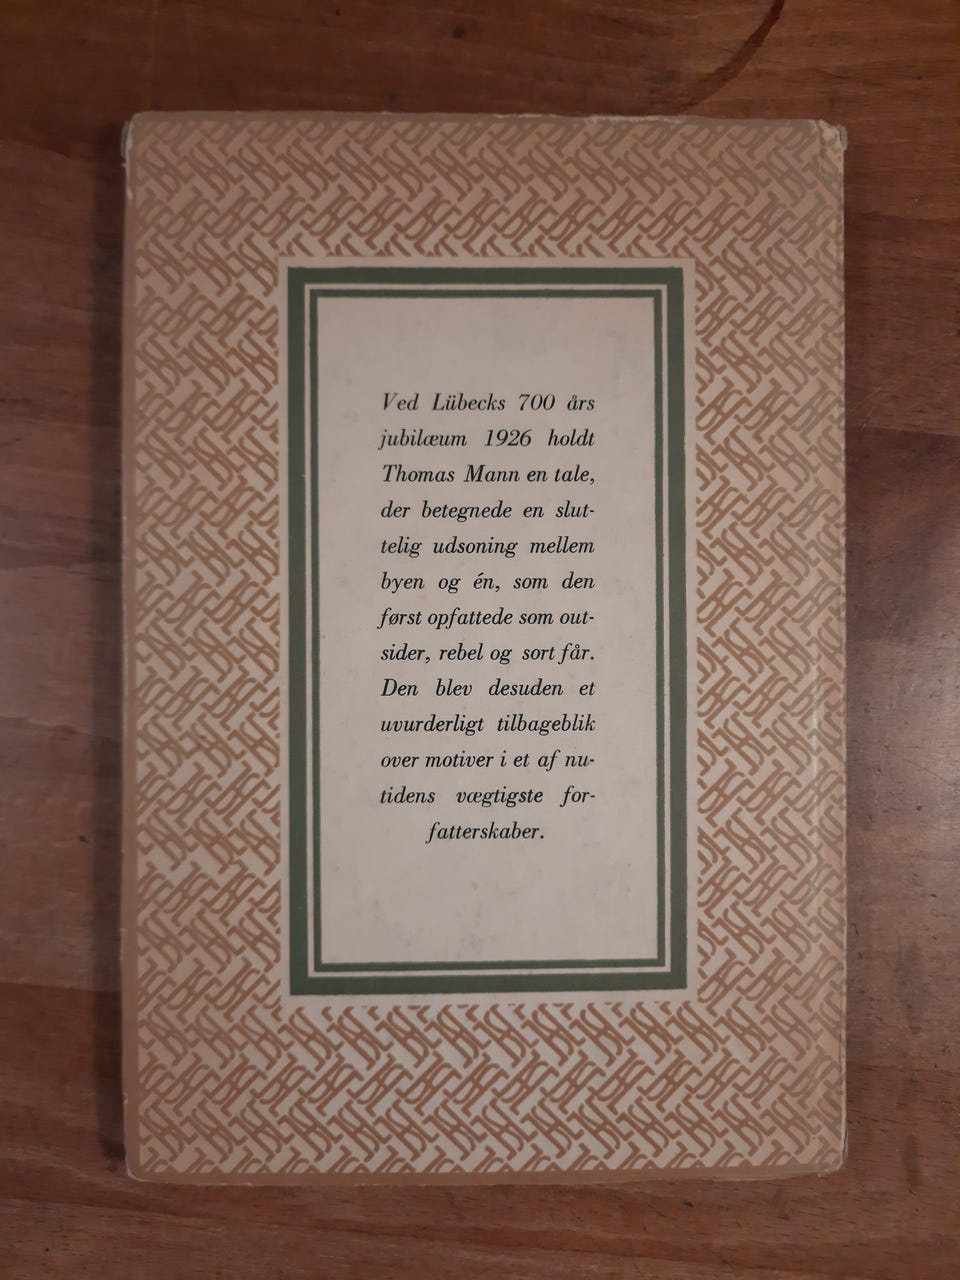 Ved Lübecks 700 års
jubilæum 1926 holdt
Thomas Mann en tale,
der betegnede en slut-
telig udsoning mellem
byen og én, som den
først opfattede som out-
sider, rebel og sort får.
Den blev desuden et
uvurderligt tilbageblik
over motiver i et af nu-
tidens vægtigste for-
fatterskaber.